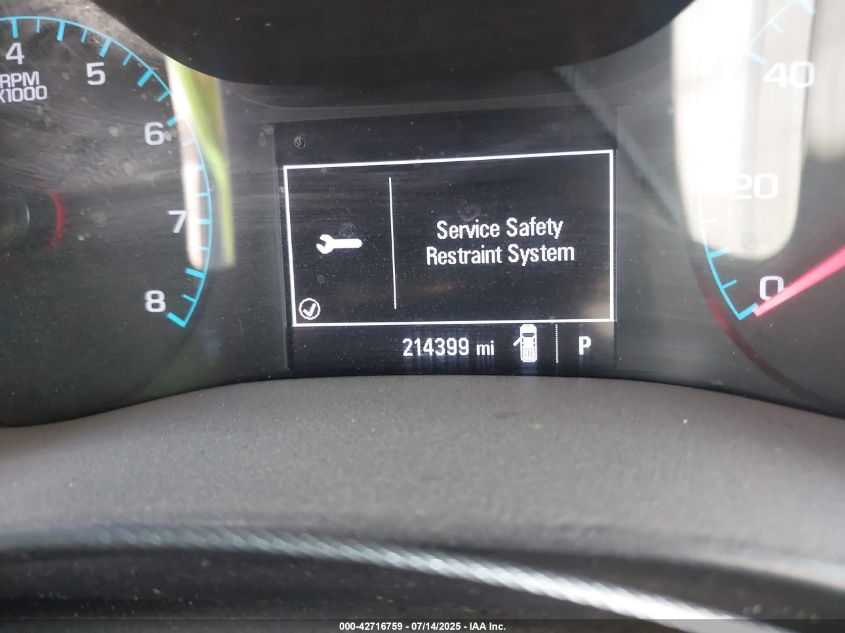 4
5
RPM
X1000
6
7
8
Service Safety
Restraint System
214399 mi
P
40
20
0
000-42716759 - 07/14/2025 - IAA Inc.